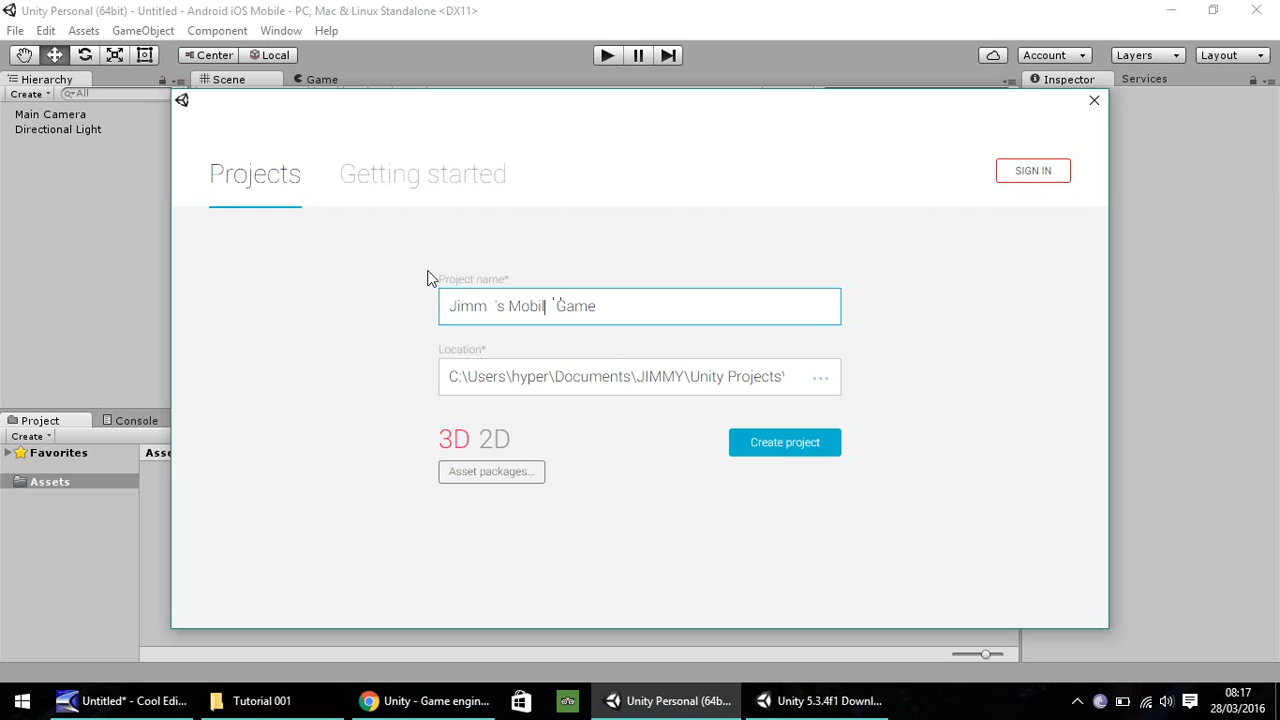 Unity Personal (64bit) - Untitled - Android iOS Mobile - PC, Mac & Linux Standalone <DX11>
File Edit Assets GameObject Component Window Help
Center Local Account Layers Layout
Hierarchy Scene Game Inspector Services
Create All
Main Camera
Directional Light
Projects Getting started SIGN IN
Project name*
Jimm 's Mobil Game
Location*
C:\Users\hyper\Documents\JIMMY\Unity Projects\
3D 2D Create project
Asset packages...
Project Console
Create
Favorites Asse
Assets
Untitled* - Cool Edi... Tutorial 001 Unity - Game engin... Unity Personal (64b... Unity 5.3.4f1 Downl... 08:17
28/03/2016